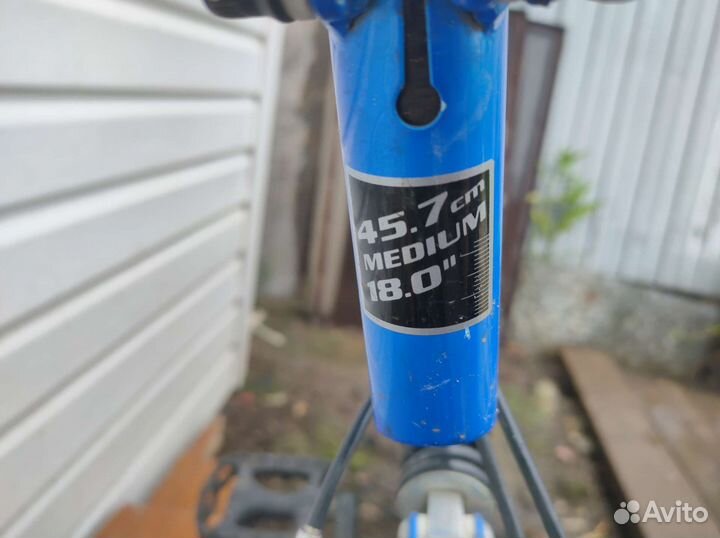 45.7cm
MEDIUM
18.0"
Avito